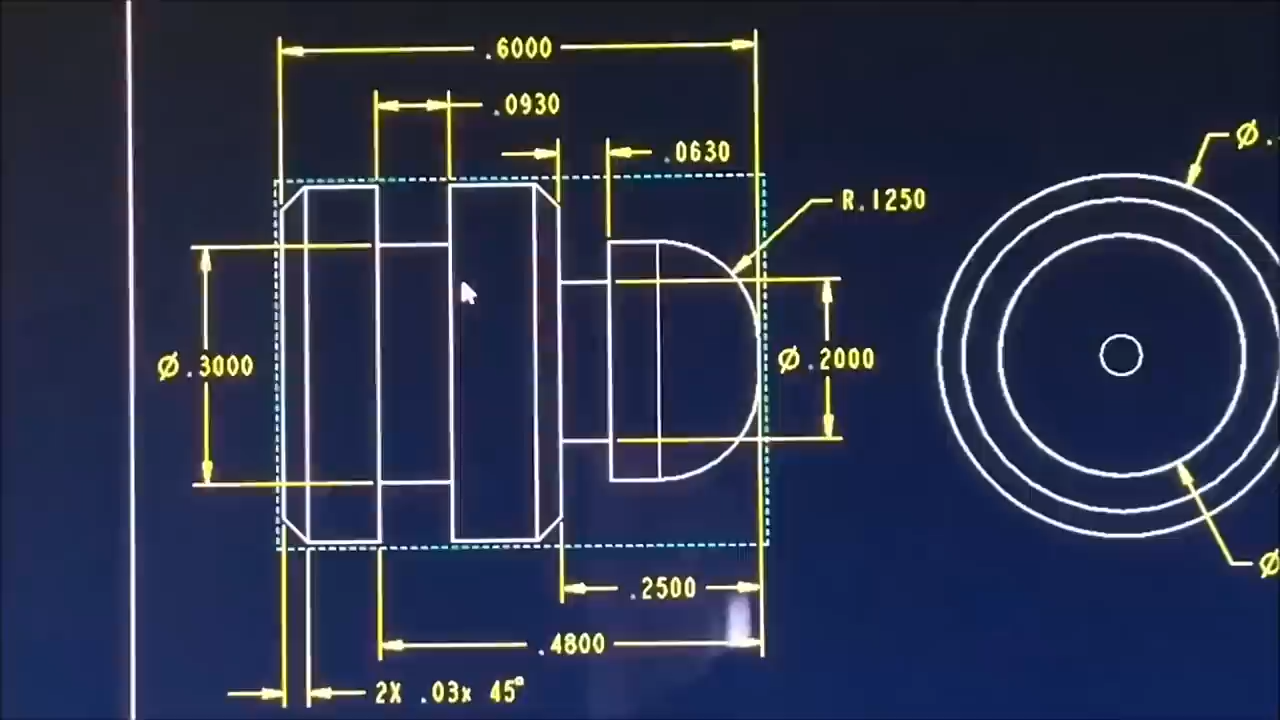 .6000
.0930
.0630
Ø.
R.1250
Ø.3000
Ø.2000
Ø
.2500
.4800
2X .03x 45°